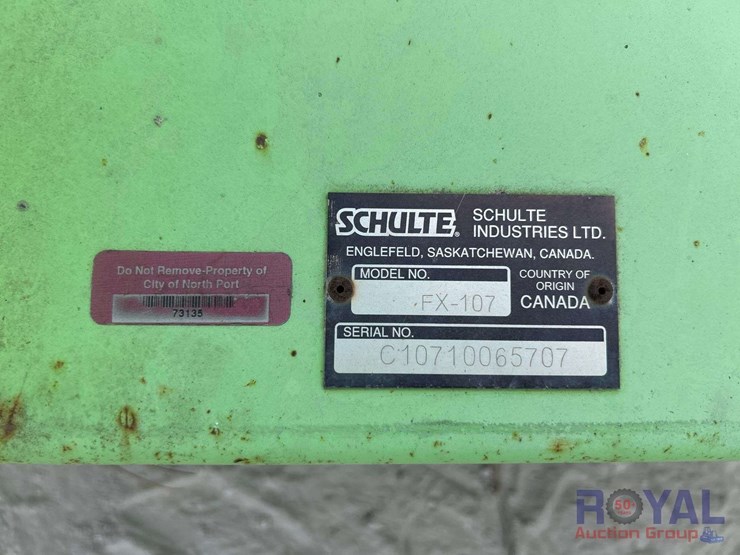 Do Not Remove-Property of
City of North Port
73135
SCHULTE®
SCHULTE
INDUSTRIES LTD.
ENGLEFELD, SASKATCHEWAN, CANADA.
MODEL NO.
FX-107
COUNTRY OF
ORIGIN
CANADA
SERIAL NO.
C10710065707
ROYAL
50
Auction Group